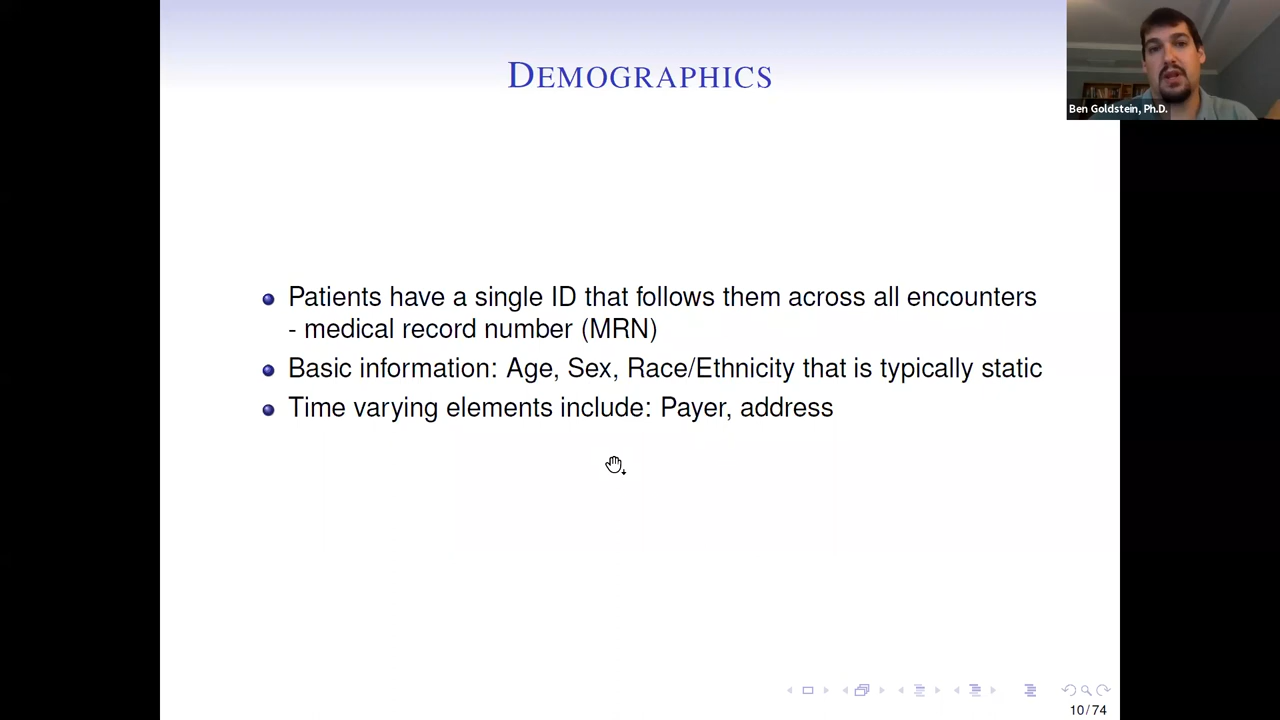 DEMOGRAPHICS
Ben Goldstein, Ph.D.
Patients have a single ID that follows them across all encounters
- medical record number (MRN)
Basic information: Age, Sex, Race/Ethnicity that is typically static
Time varying elements include: Payer, address
10/74